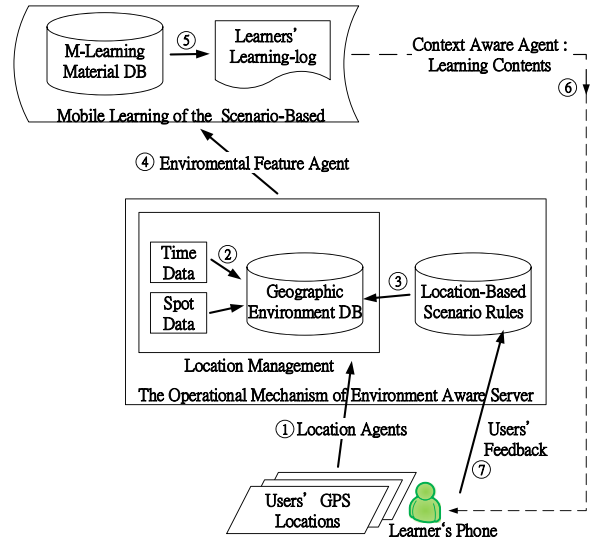 M-Learning
Material DB
⑤
Learners'
Learning-log
Mobile Learning of the Scenario-Based
Context Aware Agent :
Learning Contents
⑥
④ Enviromental Feature Agent
Time
Data
②
Spot
Data
Geographic
Environment DB
③
Location-Based
Scenario Rules
Location Management
The Operational Mechanism of Environment Aware Server
① Location Agents
Users'
Feedback
⑦
Users' GPS
Locations
Learner's Phone